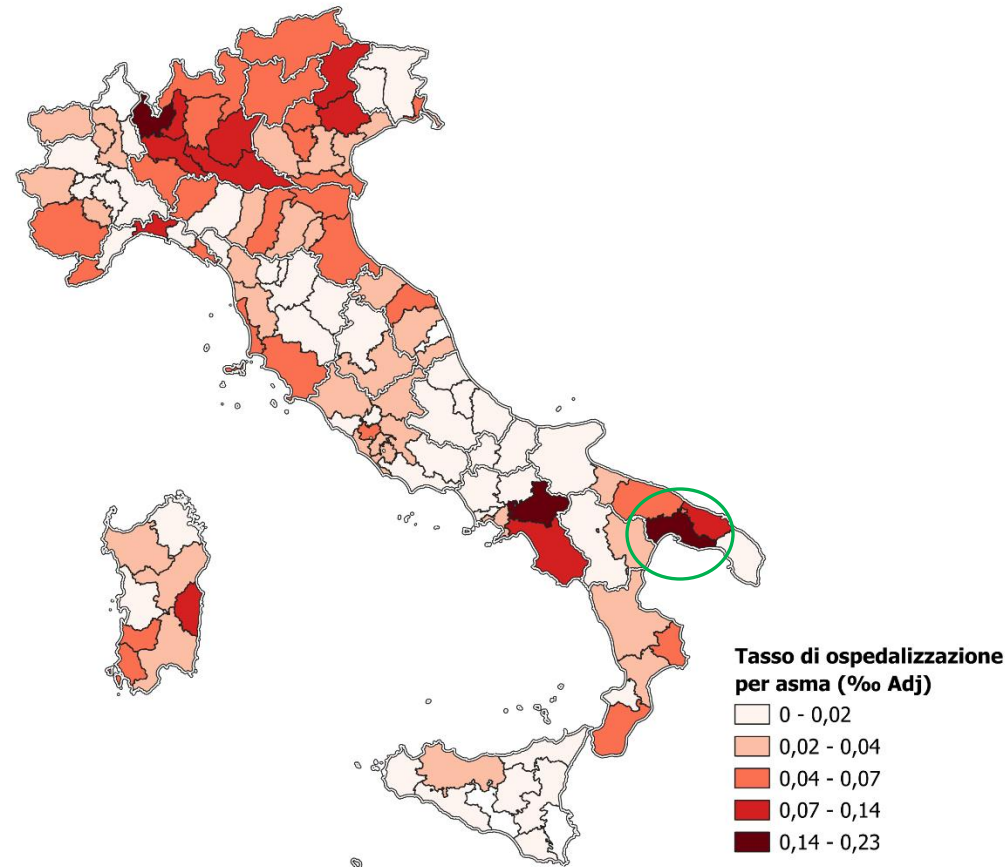 Tasso di ospedalizzazione
per asma (‰ Adj)
0 - 0,02
0,02 - 0,04
0,04 - 0,07
0,07 - 0,14
0,14 - 0,23